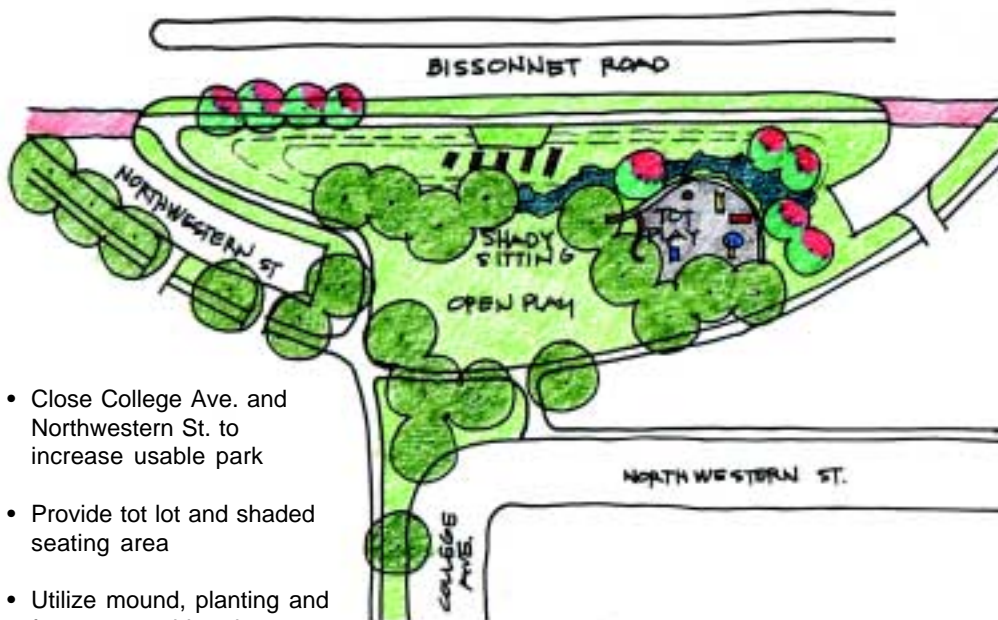 BISSONNET ROAD
NORTHWESTERN ST
TOT
PLAY
SHADY
SITTING
OPEN PLAY
NORTHWESTERN ST.
COLLEGE
AVE.
• Close College Ave. and
Northwestern St. to
increase usable park
• Provide tot lot and shaded
seating area
• Utilize mound, planting and